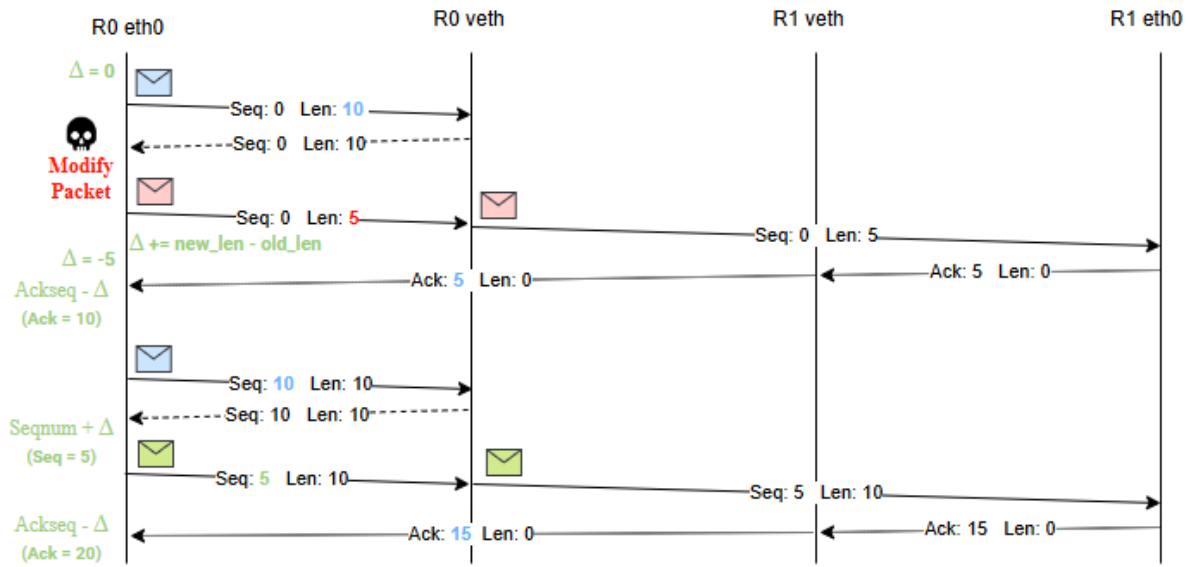 R0 eth0
R0 veth
R1 veth
R1 eth0
Δ = 0
Seq: 0 Len: 10
Seq: 0 Len: 10
Modify
Packet
Seq: 0 Len: 5
Seq: 0 Len: 5
Δ += new_len - old_len
Δ = -5
Ack: 5 Len: 0
Ack: 5 Len: 0
Ackseq - Δ
(Ack = 10)
Seq: 10 Len: 10
Seq: 10 Len: 10
Seqnum + Δ
(Seq = 5)
Seq: 5 Len: 10
Seq: 5 Len: 10
Ackseq - Δ
(Ack = 20)
Ack: 15 Len: 0
Ack: 15 Len: 0